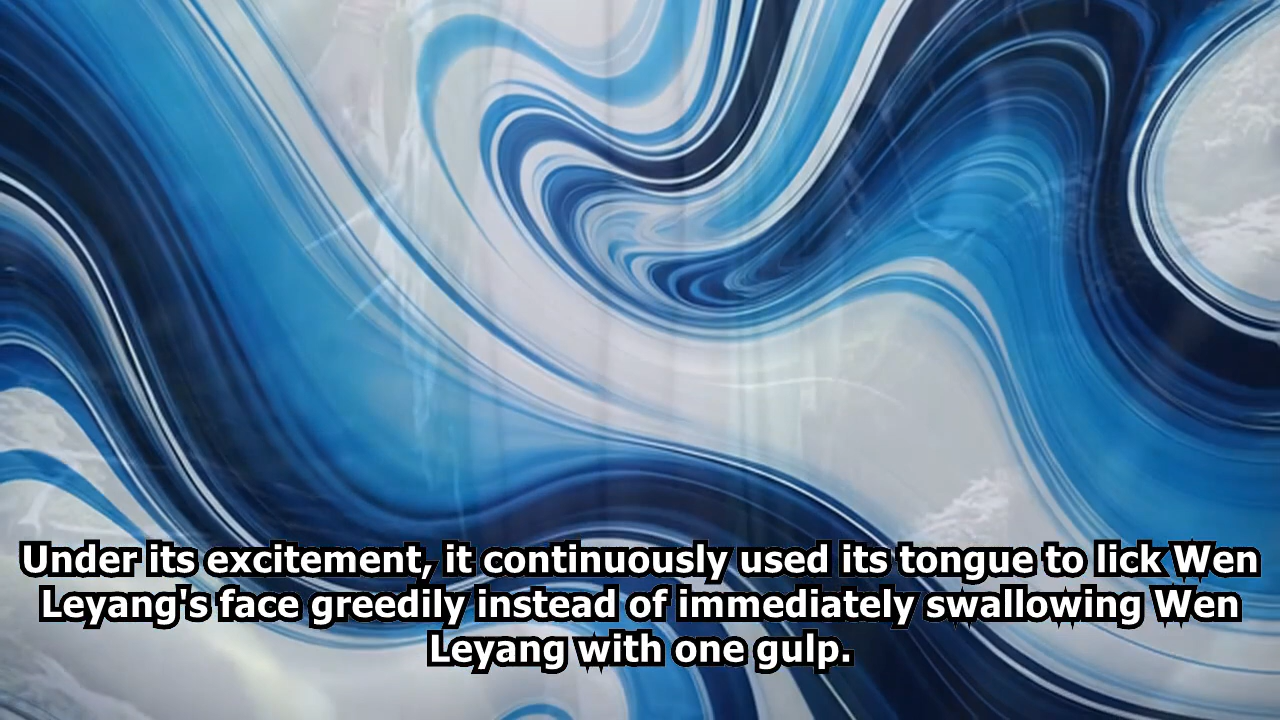 Under its excitement, it continuously used its tongue to lick Wen
Leyang's face greedily instead of immediately swallowing Wen
Leyang with one gulp.